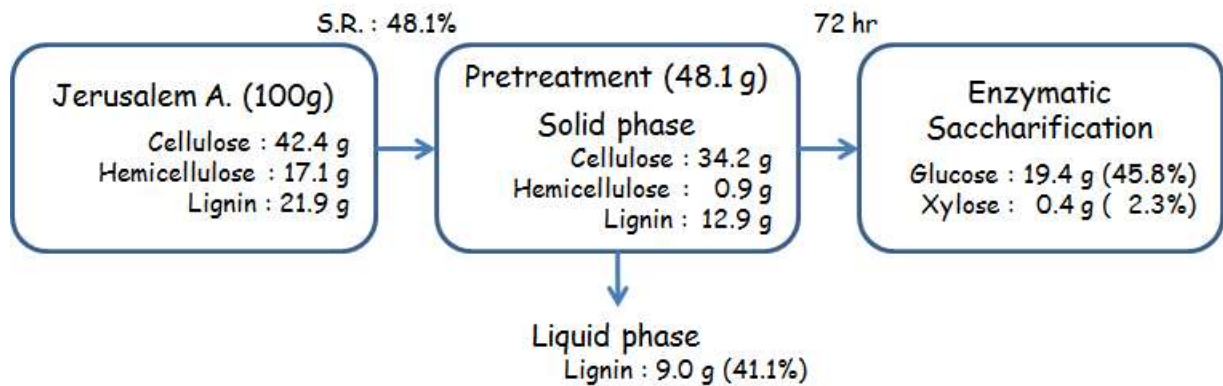 S.R. : 48.1%
72 hr
Jerusalem A. (100g)
Cellulose : 42.4 g
Hemicellulose : 17.1 g
Lignin : 21.9 g
Pretreatment (48.1 g)
Solid phase
Cellulose : 34.2 g
Hemicellulose : 0.9 g
Lignin : 12.9 g
Enzymatic
Saccharification
Glucose : 19.4 g (45.8%)
Xylose : 0.4 g ( 2.3%)
Liquid phase
Lignin : 9.0 g (41.1%)